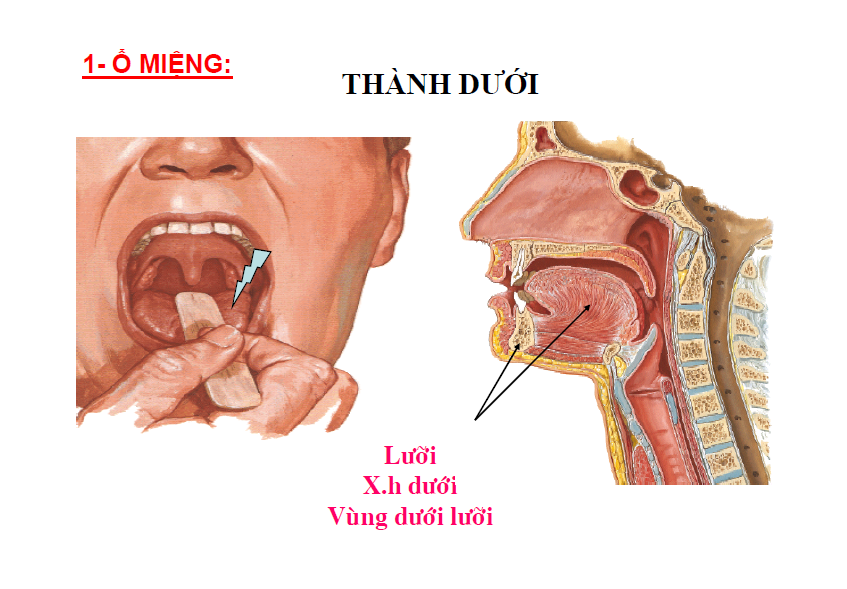 1- Ổ MIỆNG:
THÀNH DƯỚI
Lưỡi
X.h dưới
Vùng dưới lưỡi